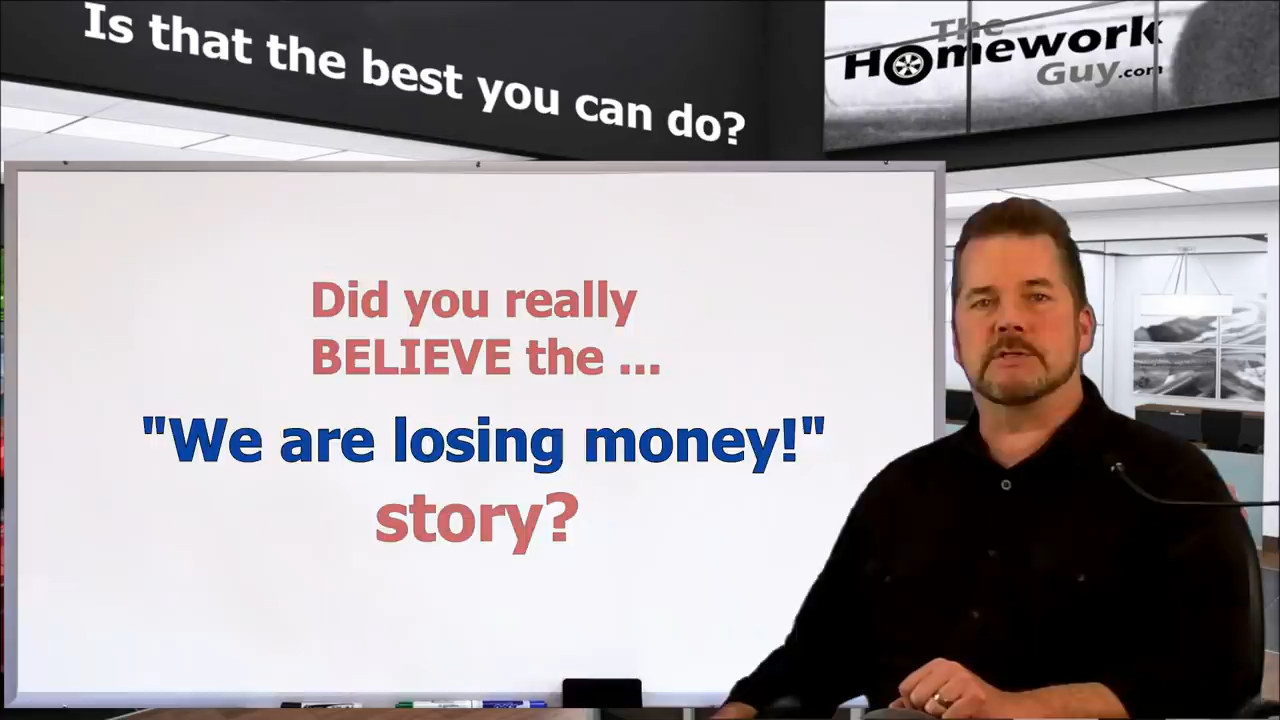 Is that the best you can do?
The
Homework
Guy.com
Did you really
BELIEVE the ...
"We are losing money!"
story?